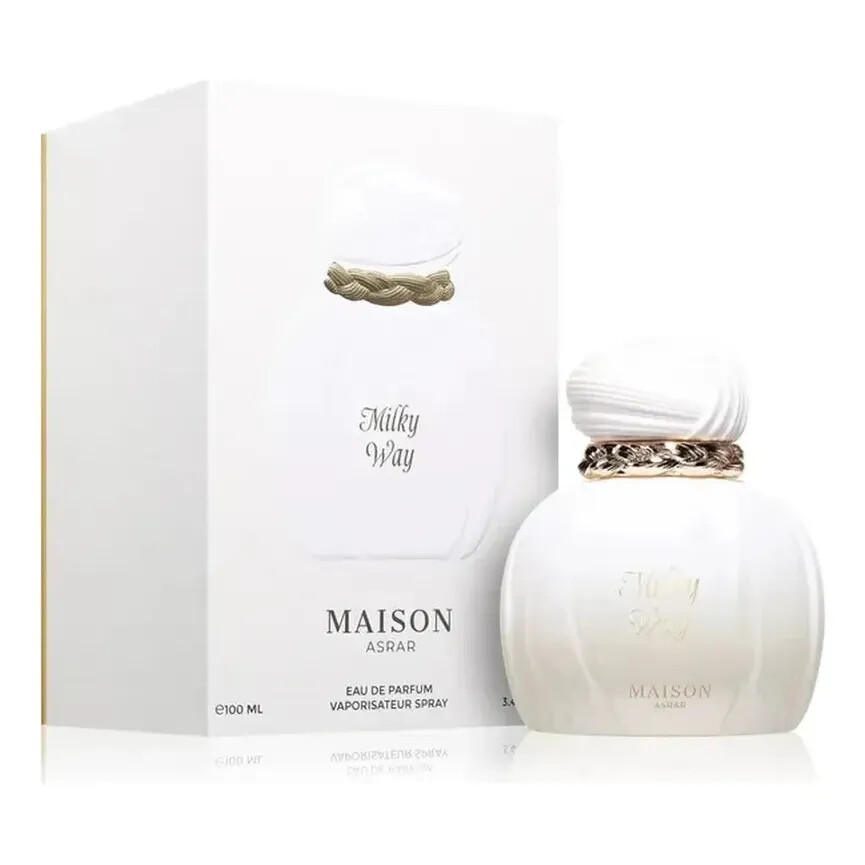 Milky
Way
MAISON
ASRAR
EAU DE PARFUM
VAPORISATEUR SPRAY
℮100 ML
3.4
Milky
Way
MAISON
ASRAR